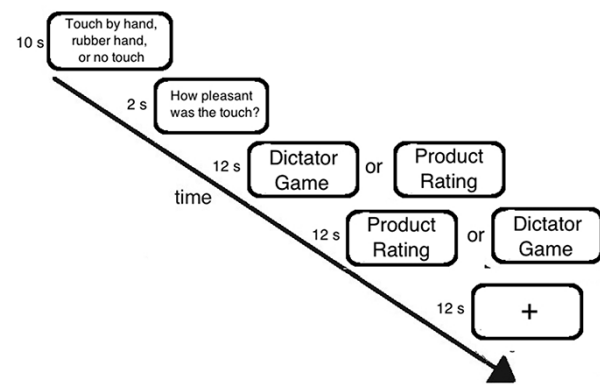 10 s
Touch by hand,
rubber hand,
or no touch
2 s
How pleasant
was the touch?
12s
Dictator
Game
or
Product
Rating
time
12 s
Product
Rating
or
Dictator
Game
12 s
+